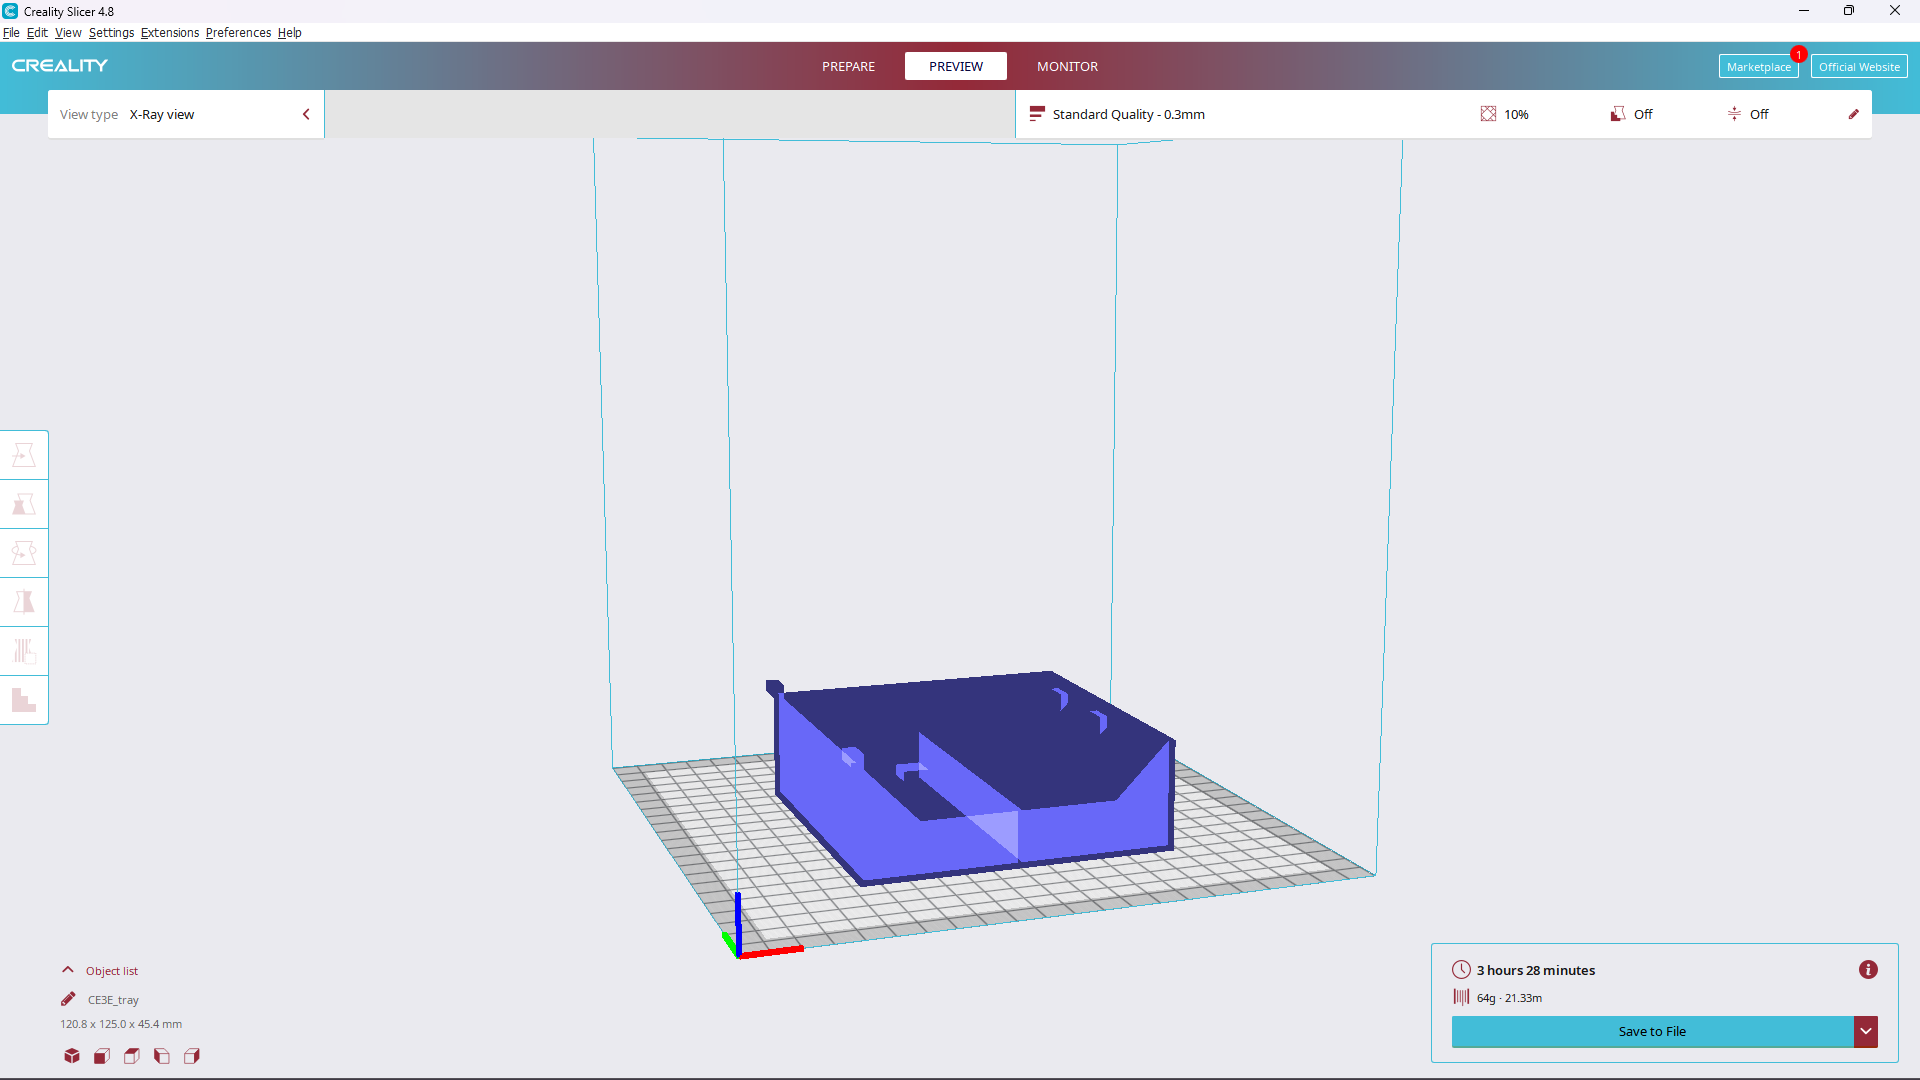 Creality Slicer 4.8
File Edit View Settings Extensions Preferences Help
CREALITY
PREPARE
PREVIEW
MONITOR
Marketplace
1
Official Website
View type X-Ray view
Standard Quality - 0.3mm
10%
Off
Off
Object list
CE3E_tray
120.8 x 125.0 x 45.4 mm
3 hours 28 minutes
64g · 21.33m
Save to File